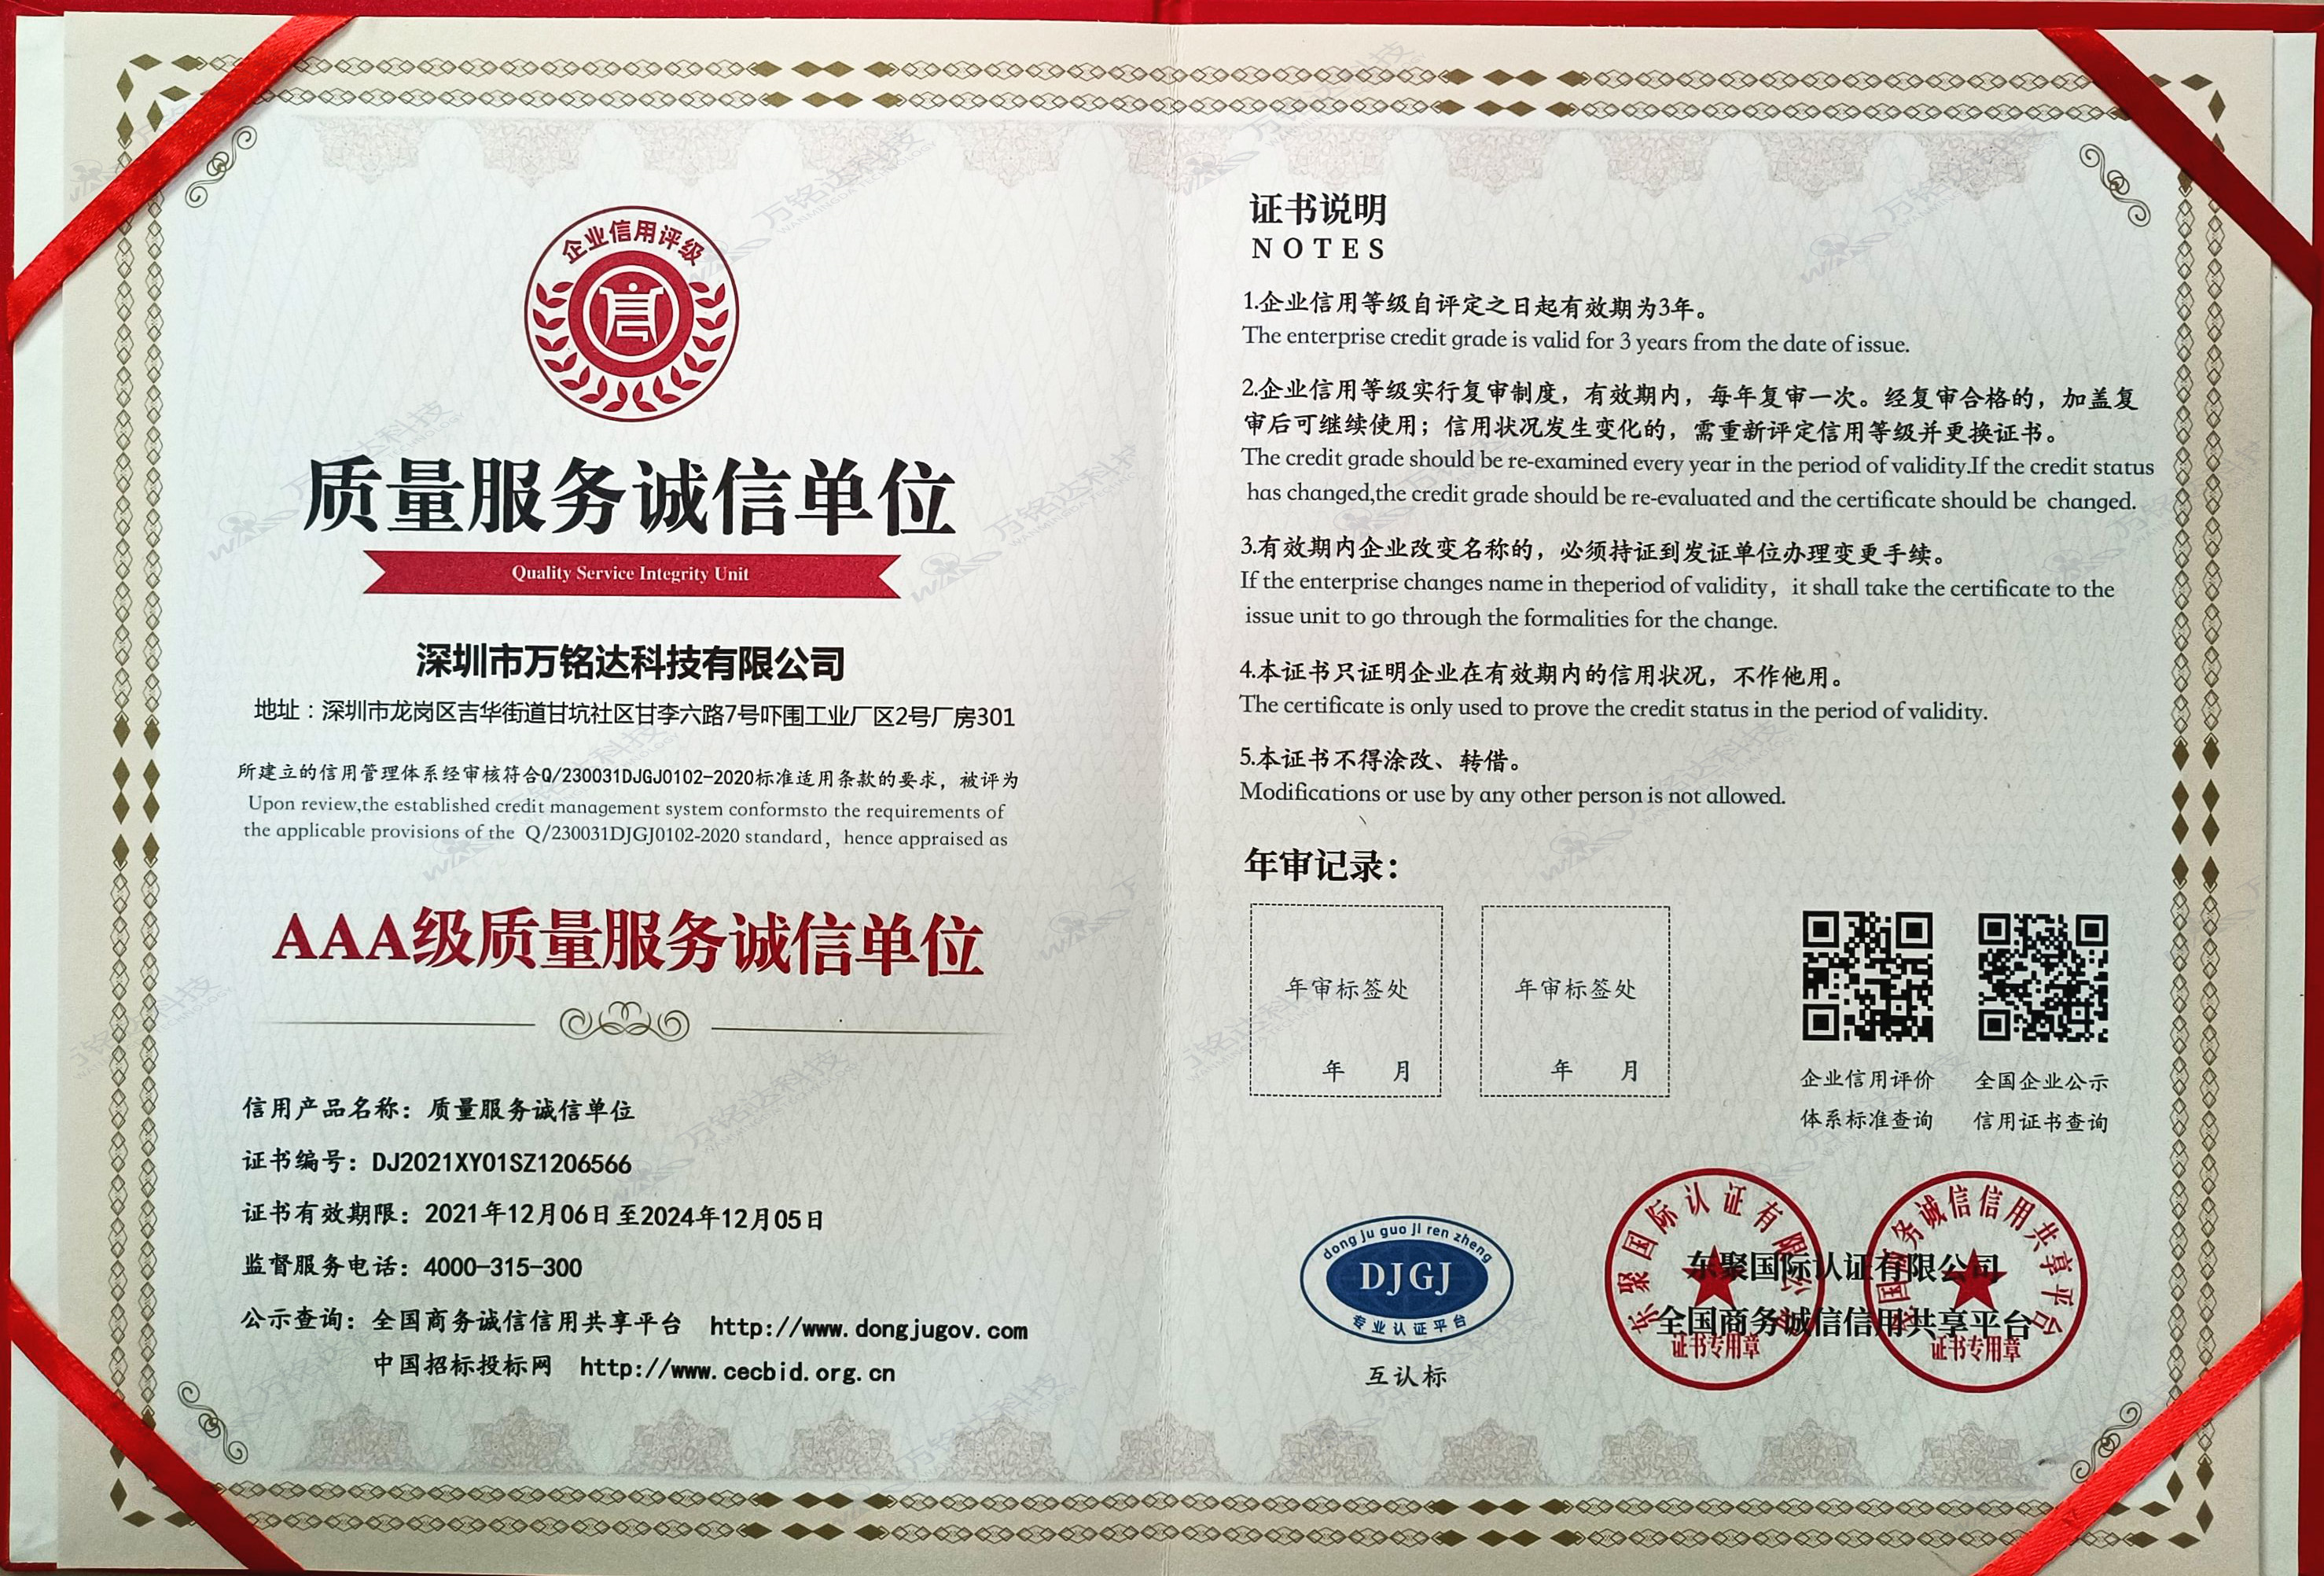 企业信用评级
质量服务诚信单位
Quality Service Integrity Unit
深圳市万铭达科技有限公司
地址：深圳市龙岗区吉华街道甘坑社区甘李六路7号吓围工业厂区2号厂房301
所建立的信用管理体系经审核符合Q/230031DJGJ0102-2020标准适用条款的要求，被评为
Upon review,the established credit management system conformsto the requirements of
the applicable provisions of the Q/230031DJGJ0102-2020 standard，hence appraised as
AAA级质量服务诚信单位
信用产品名称：质量服务诚信单位
证书编号：DJ2021XY01SZ1206566
证书有效期限：2021年12月06日至2024年12月05日
监督服务电话：4000-315-300
公示查询：全国商务诚信信用共享平台 http://www.dongjugov.com
中国招标投标网 http://www.cecbid.org.cn
证书说明
NOTES
1.企业信用等级自评定之日起有效期为3年。
The enterprise credit grade is valid for 3 years from the date of issue.
2.企业信用等级实行复审制度，有效期内，每年复审一次。经复审合格的，加盖复
审后可继续使用；信用状况发生变化的，需重新评定信用等级并更换证书。
The credit grade should be re-examined every year in the period of validity.If the credit status
has changed,the credit grade should be re-evaluated and the certificate should be changed.
3.有效期内企业改变名称的，必须持证到发证单位办理变更手续。
If the enterprise changes name in theperiod of validity，it shall take the certificate to the
issue unit to go through the formalities for the change.
4.本证书只证明企业在有效期内的信用状况，不作他用。
The certificate is only used to prove the credit status in the period of validity.
5.本证书不得涂改、转借。
Modifications or use by any other person is not allowed.
年审记录：
年审标签处
年 月
年审标签处
年 月
企业信用评价
体系标准查询
全国企业公示
信用证书查询
dong ju guo ji ren zheng
DJGJ
专业认证平台
互认标
东聚国际认证有限公司
证书专用章
全国商务诚信信用共享平台
证书专用章
东聚国际认证有限公司
全国商务诚信信用共享平台
万铭达科技